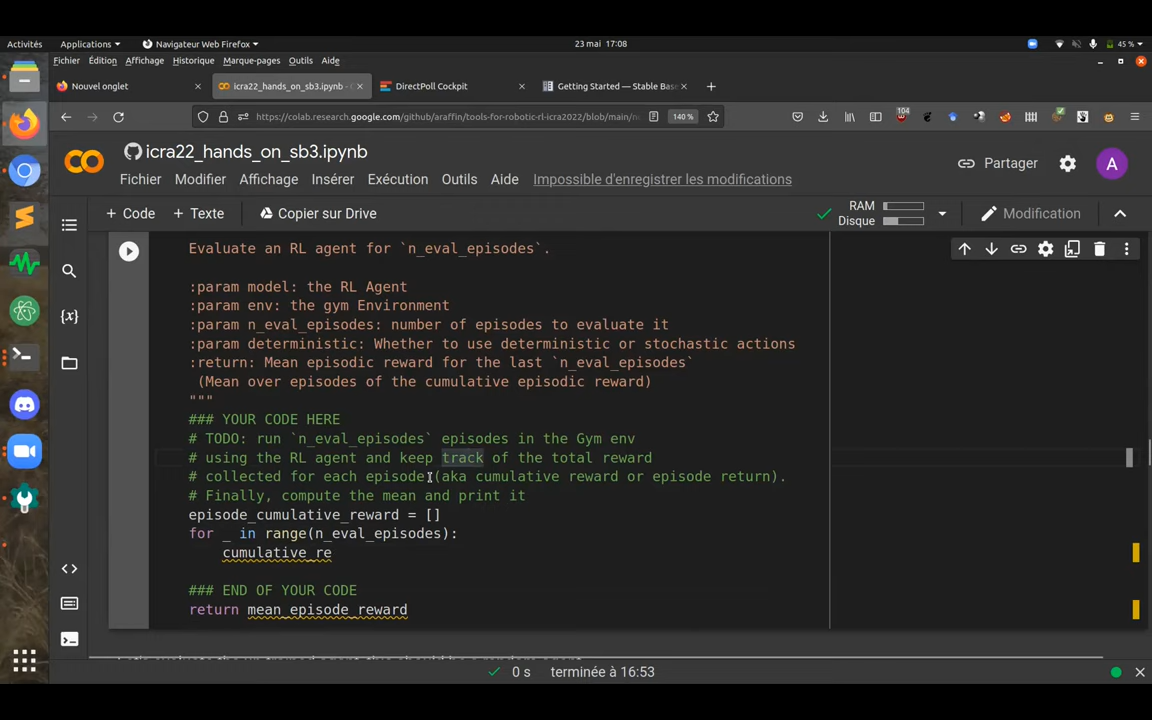 Activités Applications Navigateur Web Firefox 23 mai 17:08 45 %
Fichier Édition Affichage Historique Marque-pages Outils Aide
Nouvel onglet icra22_hands_on_sb3.ipynb - DirectPoll Cockpit Getting Started — Stable Base
https://colab.research.google.com/github/araffin/tools-for-robotic-rl-icra2022/blob/main/n 140 % 104
icra22_hands_on_sb3.ipynb Partager A
Fichier Modifier Affichage Insérer Exécution Outils Aide Impossible d'enregistrer les modifications
+ Code + Texte Copier sur Drive RAM Disque Modification
Evaluate an RL agent for `n_eval_episodes`.
:param model: the RL Agent
:param env: the gym Environment
:param n_eval_episodes: number of episodes to evaluate it
:param deterministic: Whether to use deterministic or stochastic actions
:return: Mean episodic reward for the last `n_eval_episodes`
(Mean over episodes of the cumulative episodic reward)
"""
### YOUR CODE HERE
# TODO: run `n_eval_episodes` episodes in the Gym env
# using the RL agent and keep track of the total reward
# collected for each episode (aka cumulative reward or episode return).
# Finally, compute the mean and print it
episode_cumulative_reward = []
for _ in range(n_eval_episodes):
cumulative_re
### END OF YOUR CODE
return mean_episode_reward
0 s terminée à 16:53